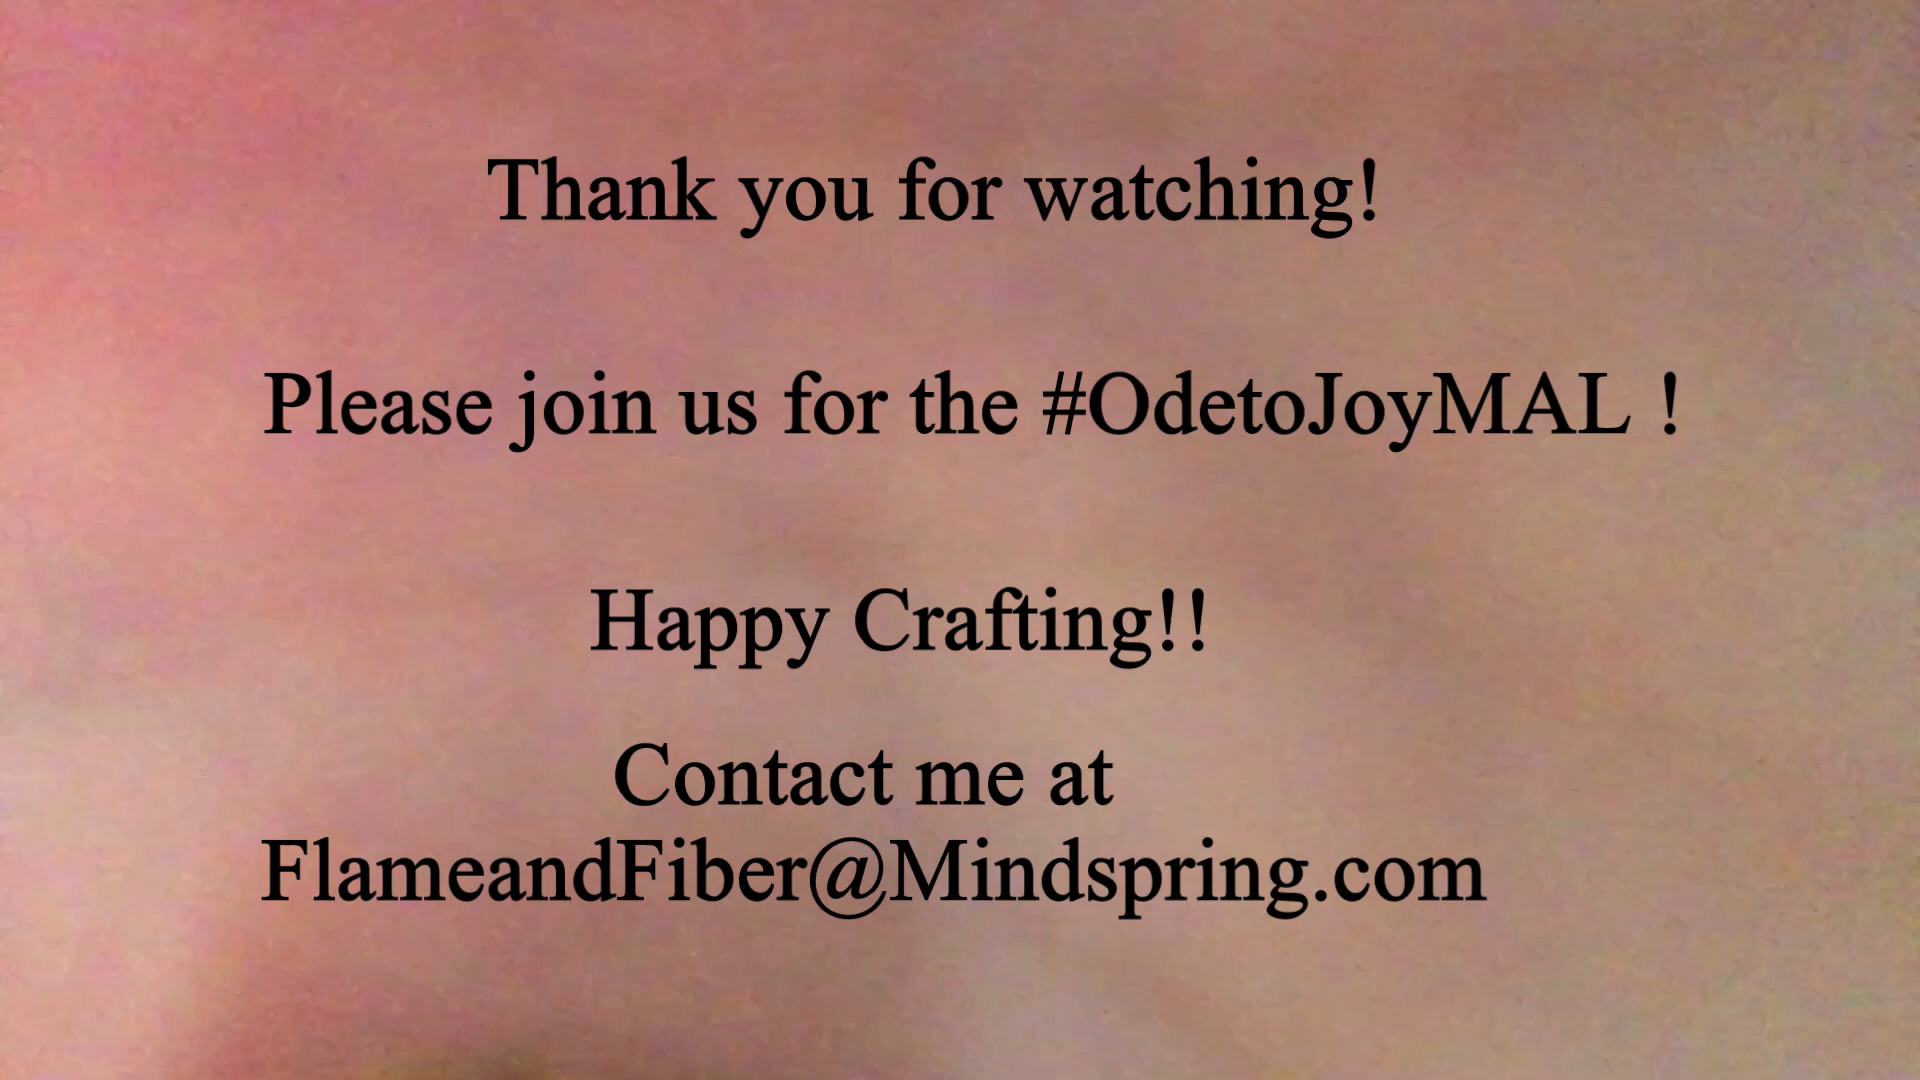 Thank you for watching!
Please join us for the #OdetoJoyMAL !
Happy Crafting!!
Contact me at
FlameandFiber@Mindspring.com